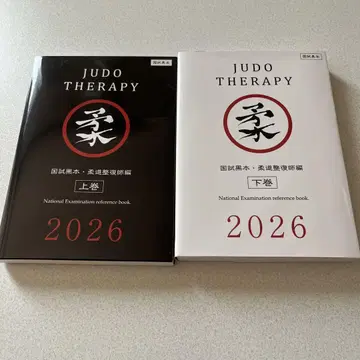 国試黒本
JUDO
THERAPY
柔
国試黒本・柔道整復師編
上巻
National Examination reference book.
2026
国試黒本
JUDO
THERAPY
柔
国試黒本・柔道整復師編
下巻
National Examination reference book.
2026